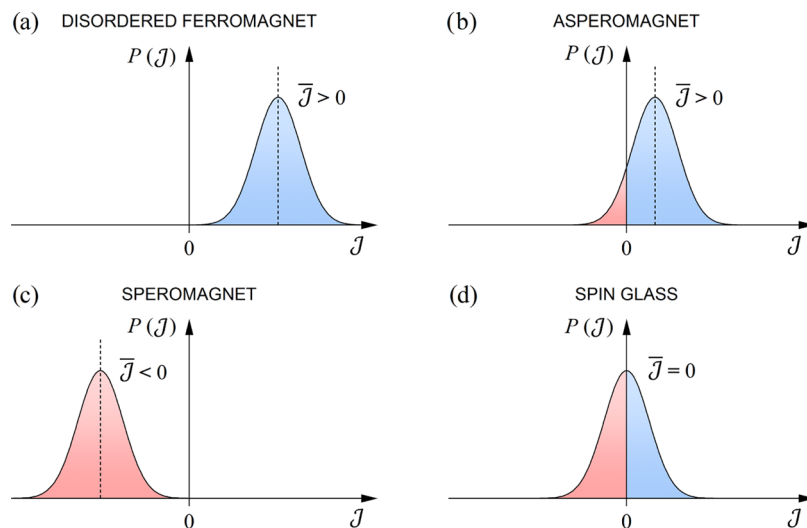 (a) DISORDERED FERROMAGNET
P (𝒥)
𝒥̅ > 0
0
𝒥
(b) ASPEROMAGNET
P (𝒥)
𝒥̅ > 0
0
𝒥
(c) SPEROMAGNET
P (𝒥)
𝒥̅ < 0
0
𝒥
(d) SPIN GLASS
P (𝒥)
𝒥̅ = 0
0
𝒥